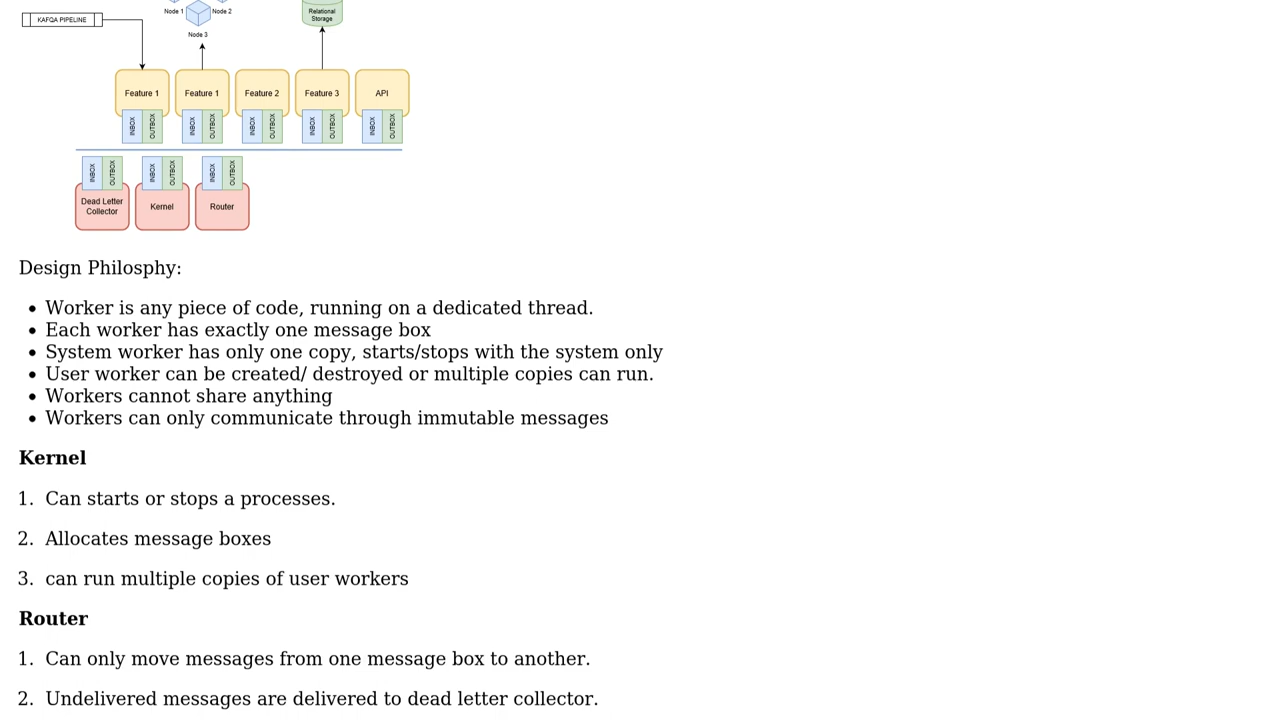 Node 1
Node 2
Relational
Storage
KAFQA PIPELINE
Node 3
Feature 1
Feature 1
Feature 2
Feature 3
API
INBOX
OUTBOX
INBOX
OUTBOX
INBOX
OUTBOX
INBOX
OUTBOX
INBOX
OUTBOX
INBOX
OUTBOX
INBOX
OUTBOX
INBOX
OUTBOX
Dead Letter
Collector
Kernel
Router
Design Philosphy:
• Worker is any piece of code, running on a dedicated thread.
• Each worker has exactly one message box
• System worker has only one copy, starts/stops with the system only
• User worker can be created/ destroyed or multiple copies can run.
• Workers cannot share anything
• Workers can only communicate through immutable messages
Kernel
1. Can starts or stops a processes.
2. Allocates message boxes
3. can run multiple copies of user workers
Router
1. Can only move messages from one message box to another.
2. Undelivered messages are delivered to dead letter collector.